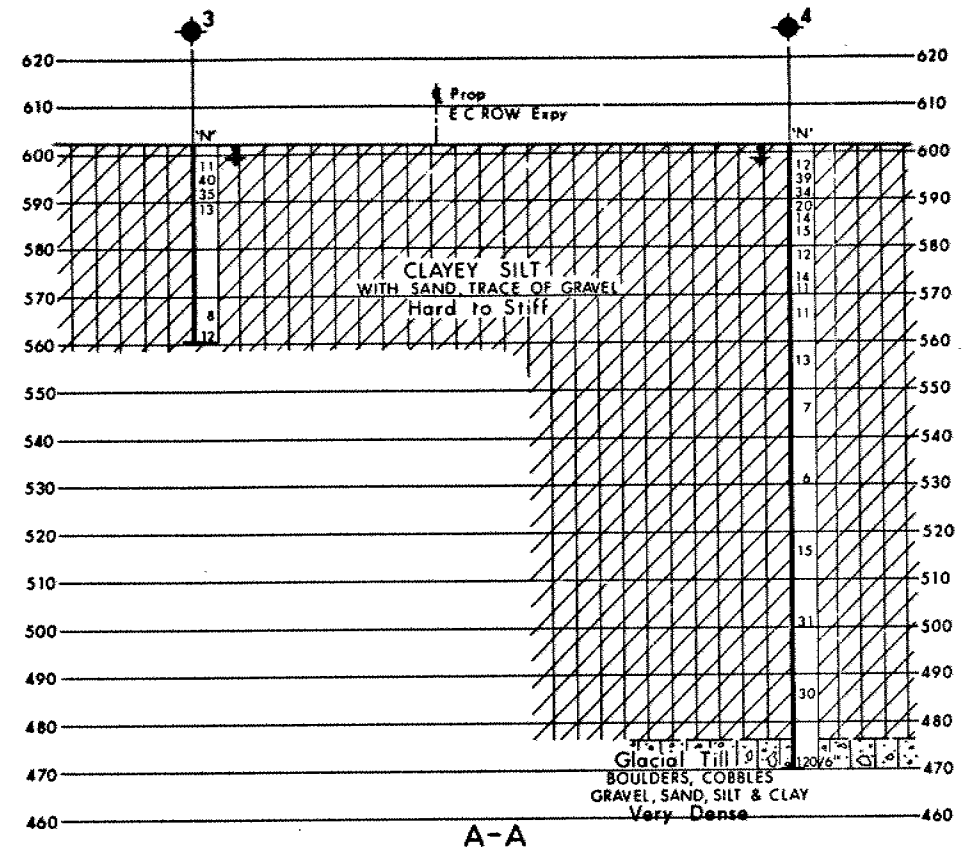 3 4
620 620
610 Prop 610
E C ROW Expy
'N' 'N'
600 600
11 12
40 39
35 34
590 590
13 20
14
15
580 580
12
CLAYEY SILT
14
WITH SAND, TRACE OF GRAVEL 11
570 570
Hard to Stiff
8 11
12
560 560
13
550 550
7
540 540
530 6 530
520 520
15
510 510
31
500 500
490 490
30
480 480
Glacial Till 120/6"
470 470
BOULDERS, COBBLES
GRAVEL, SAND, SILT & CLAY
Very Dense
460 460
A-A